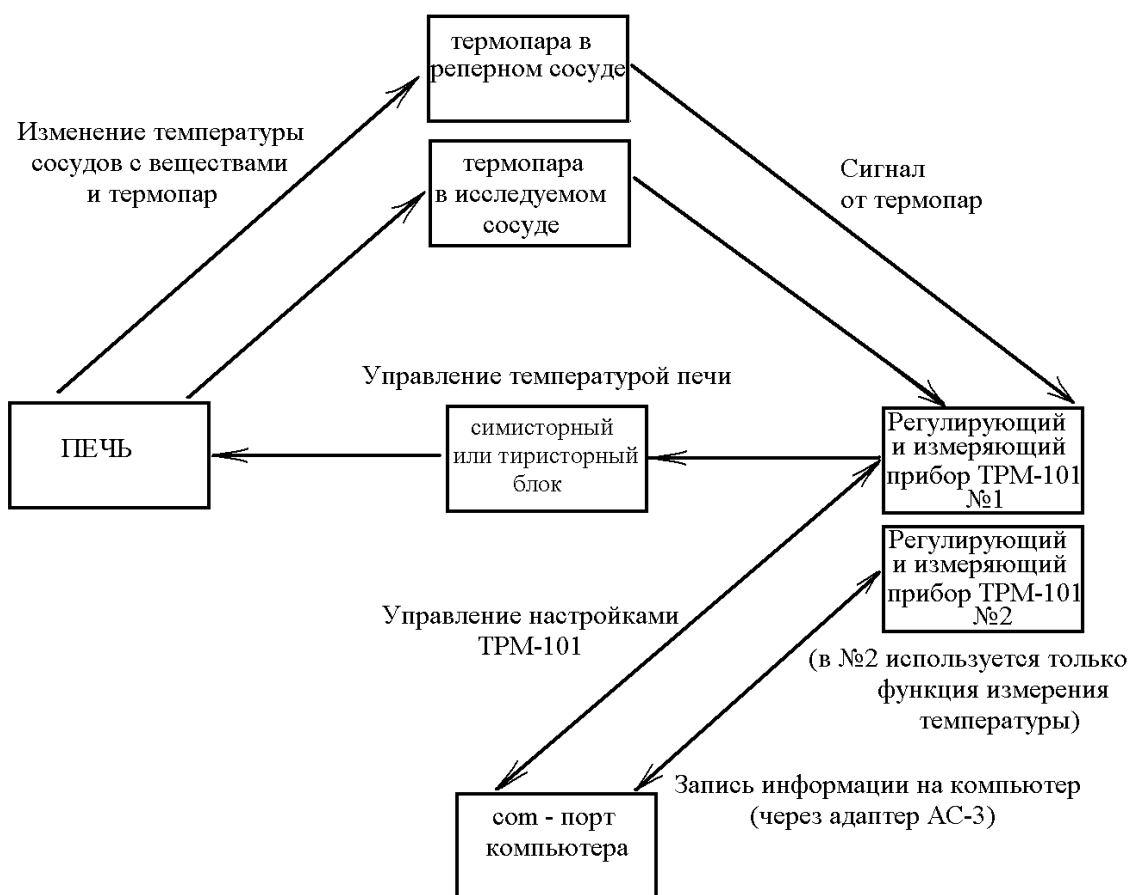 термопара в
реперном сосуде
Изменение температуры
сосудов с веществами
и термопар
термопара
в исследуемом
сосуде
Сигнал
от термопар
Управление температурой печи
ПЕЧЬ
симисторный
или тиристорный
блок
Регулирующий
и измеряющий
прибор ТРМ-101
№1
Регулирующий
и измеряющий
прибор ТРМ-101
№2
Управление настройками
ТРМ-101
(в №2 используется только
функция измерения
температуры)
Запись информации на компьютер
(через адаптер АС-3)
com - порт
компьютера